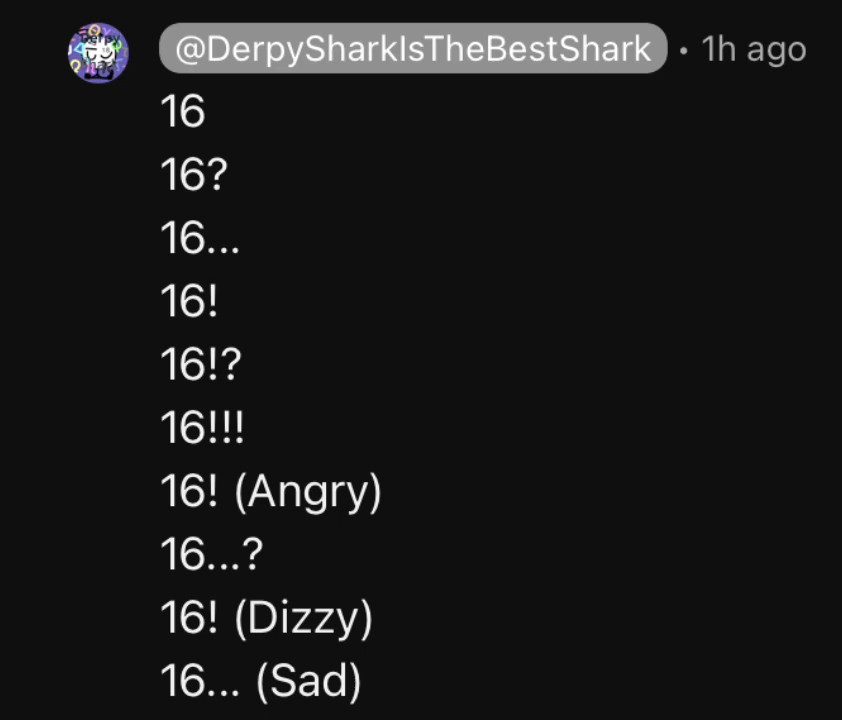 @DerpySharkIsTheBestShark • 1h ago
16
16?
16...
16!
16!?
16!!!
16! (Angry)
16...?
16! (Dizzy)
16... (Sad)